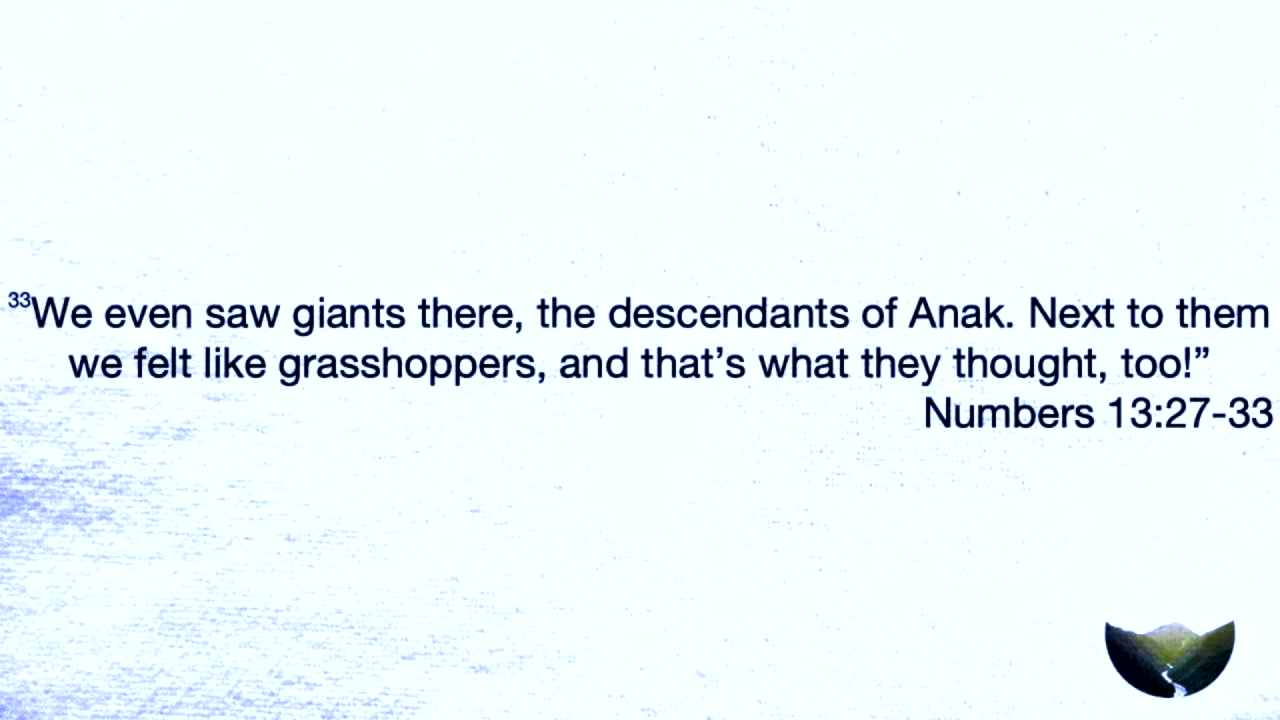 ³³We even saw giants there, the descendants of Anak. Next to them
we felt like grasshoppers, and that’s what they thought, too!”
Numbers 13:27-33